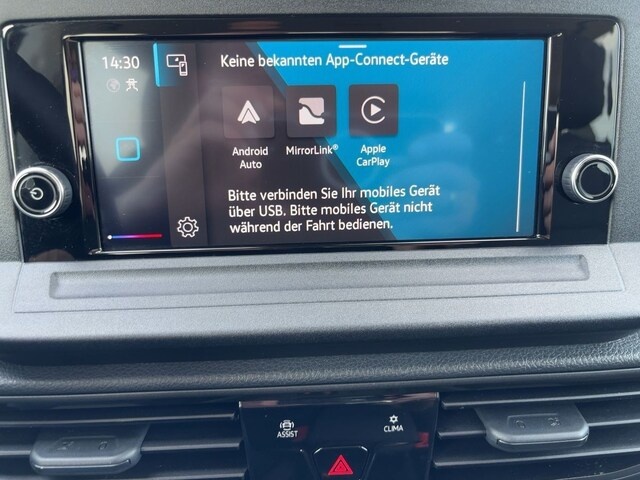 14:30
Keine bekannten App-Connect-Geräte
Android
Auto
MirrorLink®
Apple
CarPlay
Bitte verbinden Sie Ihr mobiles Gerät
über USB. Bitte mobiles Gerät nicht
während der Fahrt bedienen.
ASSIST
CLIMA